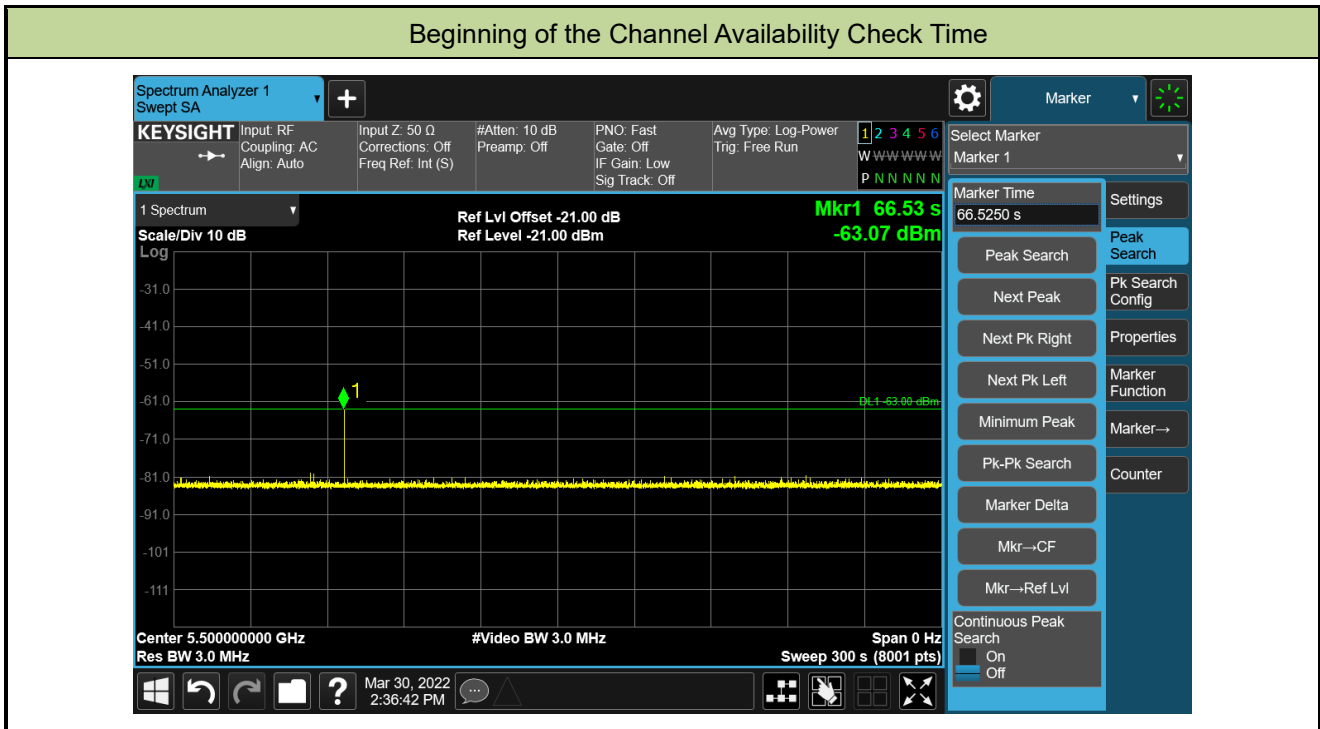 Beginning of the Channel Availability Check Time
Spectrum Analyzer 1
Swept SA
Marker
KEYSIGHT
LXI
Input: RF
Coupling: AC
Align: Auto
Input Z: 50 Ω
Corrections: Off
Freq Ref: Int (S)
#Atten: 10 dB
Preamp: Off
PNO: Fast
Gate: Off
IF Gain: Low
Sig Track: Off
Avg Type: Log-Power
Trig: Free Run
1 2 3 4 5 6
W W W W W W
P N N N N N
Select Marker
Marker 1
1 Spectrum
Scale/Div 10 dB
Log
Ref Lvl Offset -21.00 dB
Ref Level -21.00 dBm
Mkr1 66.53 s
-63.07 dBm
-31.0
-41.0
-51.0
-61.0
-71.0
-81.0
-91.0
-101
-111
1
DL1 -63.00 dBm
Center 5.500000000 GHz
Res BW 3.0 MHz
#Video BW 3.0 MHz
Span 0 Hz
Sweep 300 s (8001 pts)
Marker Time
66.5250 s
Peak Search
Next Peak
Next Pk Right
Next Pk Left
Minimum Peak
Pk-Pk Search
Marker Delta
Mkr→CF
Mkr→Ref Lvl
Continuous Peak
Search
On
Off
Settings
Peak
Search
Pk Search
Config
Properties
Marker
Function
Marker→
Counter
?
Mar 30, 2022
2:36:42 PM